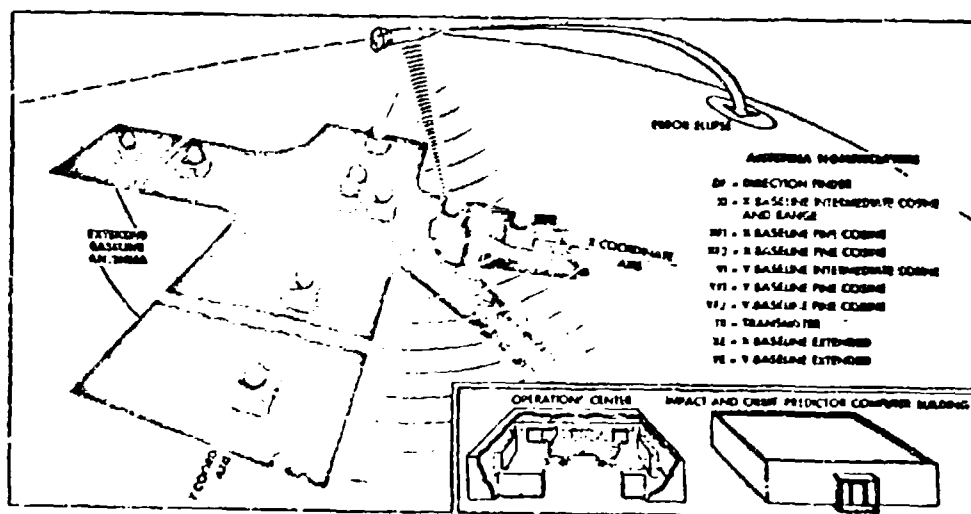 ERROR ELLIPSE
ANTENNA NOMENCLATURE
DF - DIRECTION FINDER
XI - X BASELINE INTERMEDIATE COSINE
AND RANGE
XF1 - X BASELINE FINE COSINE
XF2 - X BASELINE FINE COSINE
YI - Y BASELINE INTERMEDIATE COSINE
YF1 - Y BASELINE FINE COSINE
YF2 - Y BASELINE FINE COSINE
TR - TRANSMITTER
XE - X BASELINE EXTENDED
YE - Y BASELINE EXTENDED
EXTENDED
BASELINE
ANTENNA
X COORDINATE
AXIS
Y COORD
AXIS
OPERATIONS CENTER
IMPACT AND ORBIT PREDICTOR COMPUTER BUILDING